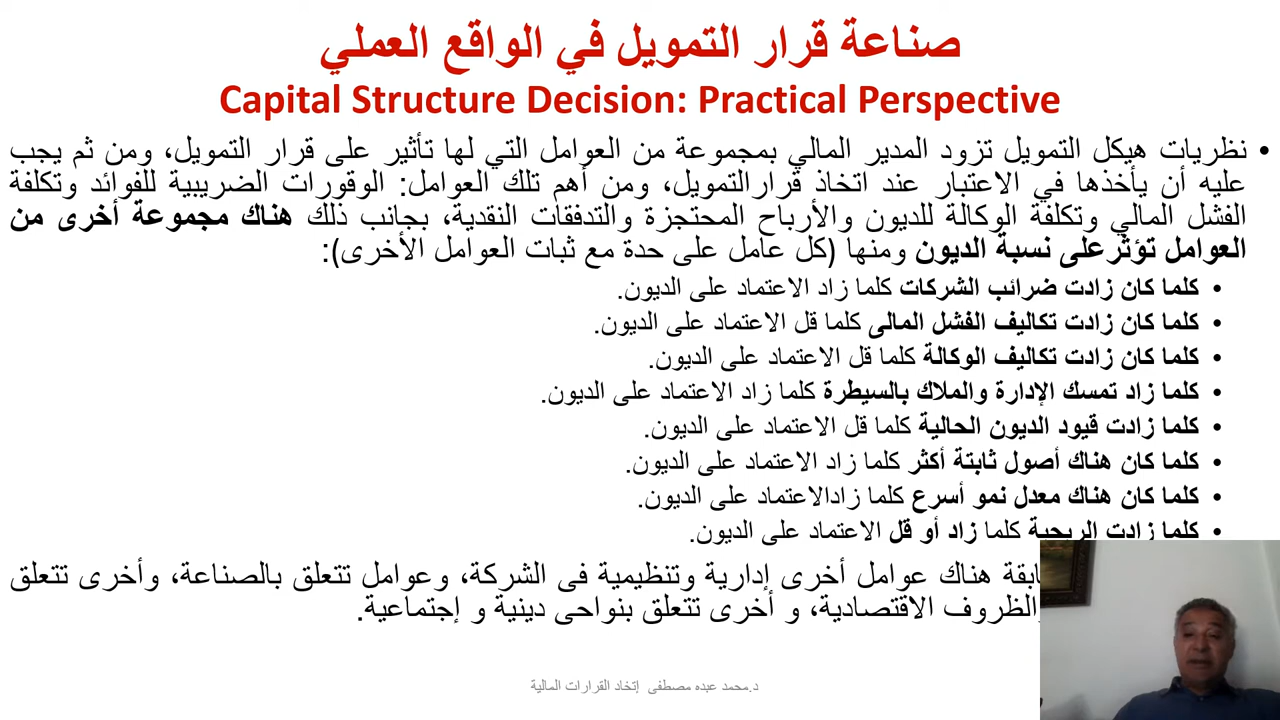 صناعة قرار التمويل في الواقع العملي
Capital Structure Decision: Practical Perspective
• نظريات هيكل التمويل تزود المدير المالي بمجموعة من العوامل التي لها تأثير على قرار التمويل، ومن ثم يجب
عليه أن يأخذها في الاعتبار عند اتخاذ قرارالتمويل، ومن أهم تلك العوامل: الوفورات الضريبية للفوائد وتكلفة
الفشل المالي وتكلفة الوكالة للديون والأرباح المحتجزة والتدفقات النقدية، بجانب ذلك هناك مجموعة أخرى من
العوامل تؤثرعلى نسبة الديون ومنها (كل عامل على حدة مع ثبات العوامل الأخرى):
• كلما كان زادت ضرائب الشركات كلما زاد الاعتماد على الديون.
• كلما كان زادت تكاليف الفشل المالى كلما قل الاعتماد على الديون.
• كلما كان زادت تكاليف الوكالة كلما قل الاعتماد على الديون.
• كلما زاد تمسك الإدارة والملاك بالسيطرة كلما زاد الاعتماد على الديون.
• كلما زادت قيود الديون الحالية كلما قل الاعتماد على الديون.
• كلما كان هناك أصول ثابتة أكثر كلما زاد الاعتماد على الديون.
• كلما كان هناك معدل نمو أسرع كلما زادالاعتماد على الديون.
• كلما زادت الربحية كلما زاد أو قل الاعتماد على الديون.
هناك عوامل أخرى إدارية وتنظيمية فى الشركة، وعوامل تتعلق بالصناعة، وأخرى تتعلق
الظروف الاقتصادية، و أخرى تتعلق بنواحى دينية و إجتماعية.
د.محمد عبده مصطفى إتخاد القرارات المالية